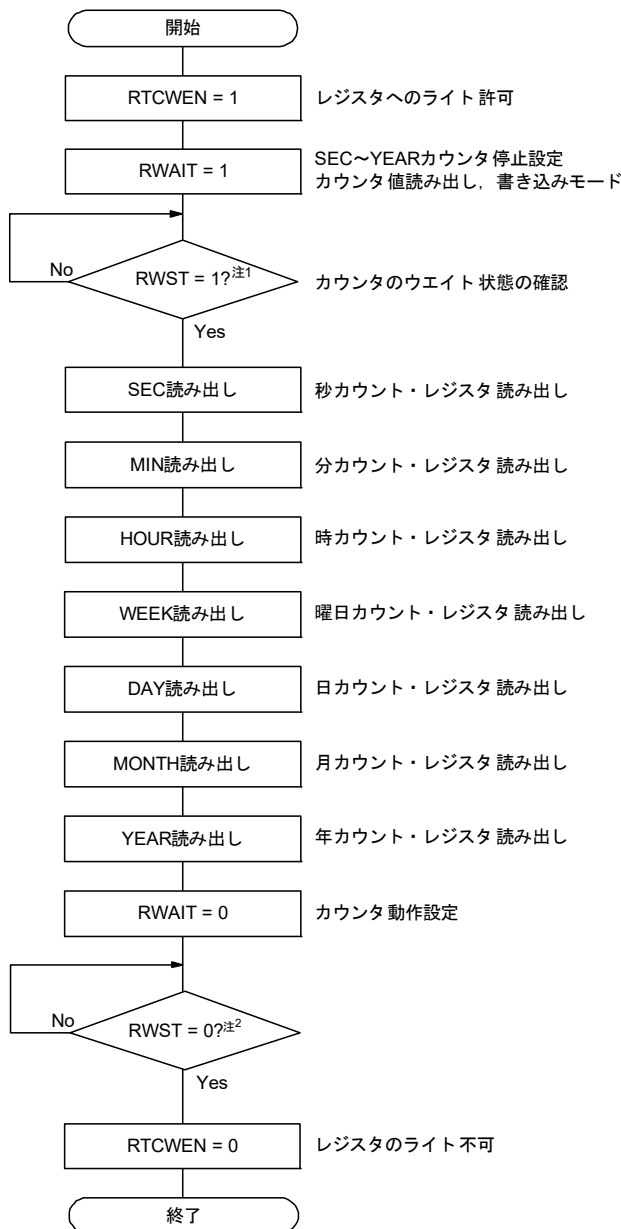 開始
RTCWEN = 1 レジスタへのライト許可
RWAIT = 1 SEC～YEARカウンタ停止設定
カウンタ値読み出し，書き込みモード
No RWST = 1?注1 カウンタのウエイト状態の確認
Yes
SEC読み出し 秒カウント・レジスタ読み出し
MIN読み出し 分カウント・レジスタ読み出し
HOUR読み出し 時カウント・レジスタ読み出し
WEEK読み出し 曜日カウント・レジスタ読み出し
DAY読み出し 日カウント・レジスタ読み出し
MONTH読み出し 月カウント・レジスタ読み出し
YEAR読み出し 年カウント・レジスタ読み出し
RWAIT = 0 カウンタ動作設定
No RWST = 0?注2
Yes
RTCWEN = 0 レジスタのライト不可
終了